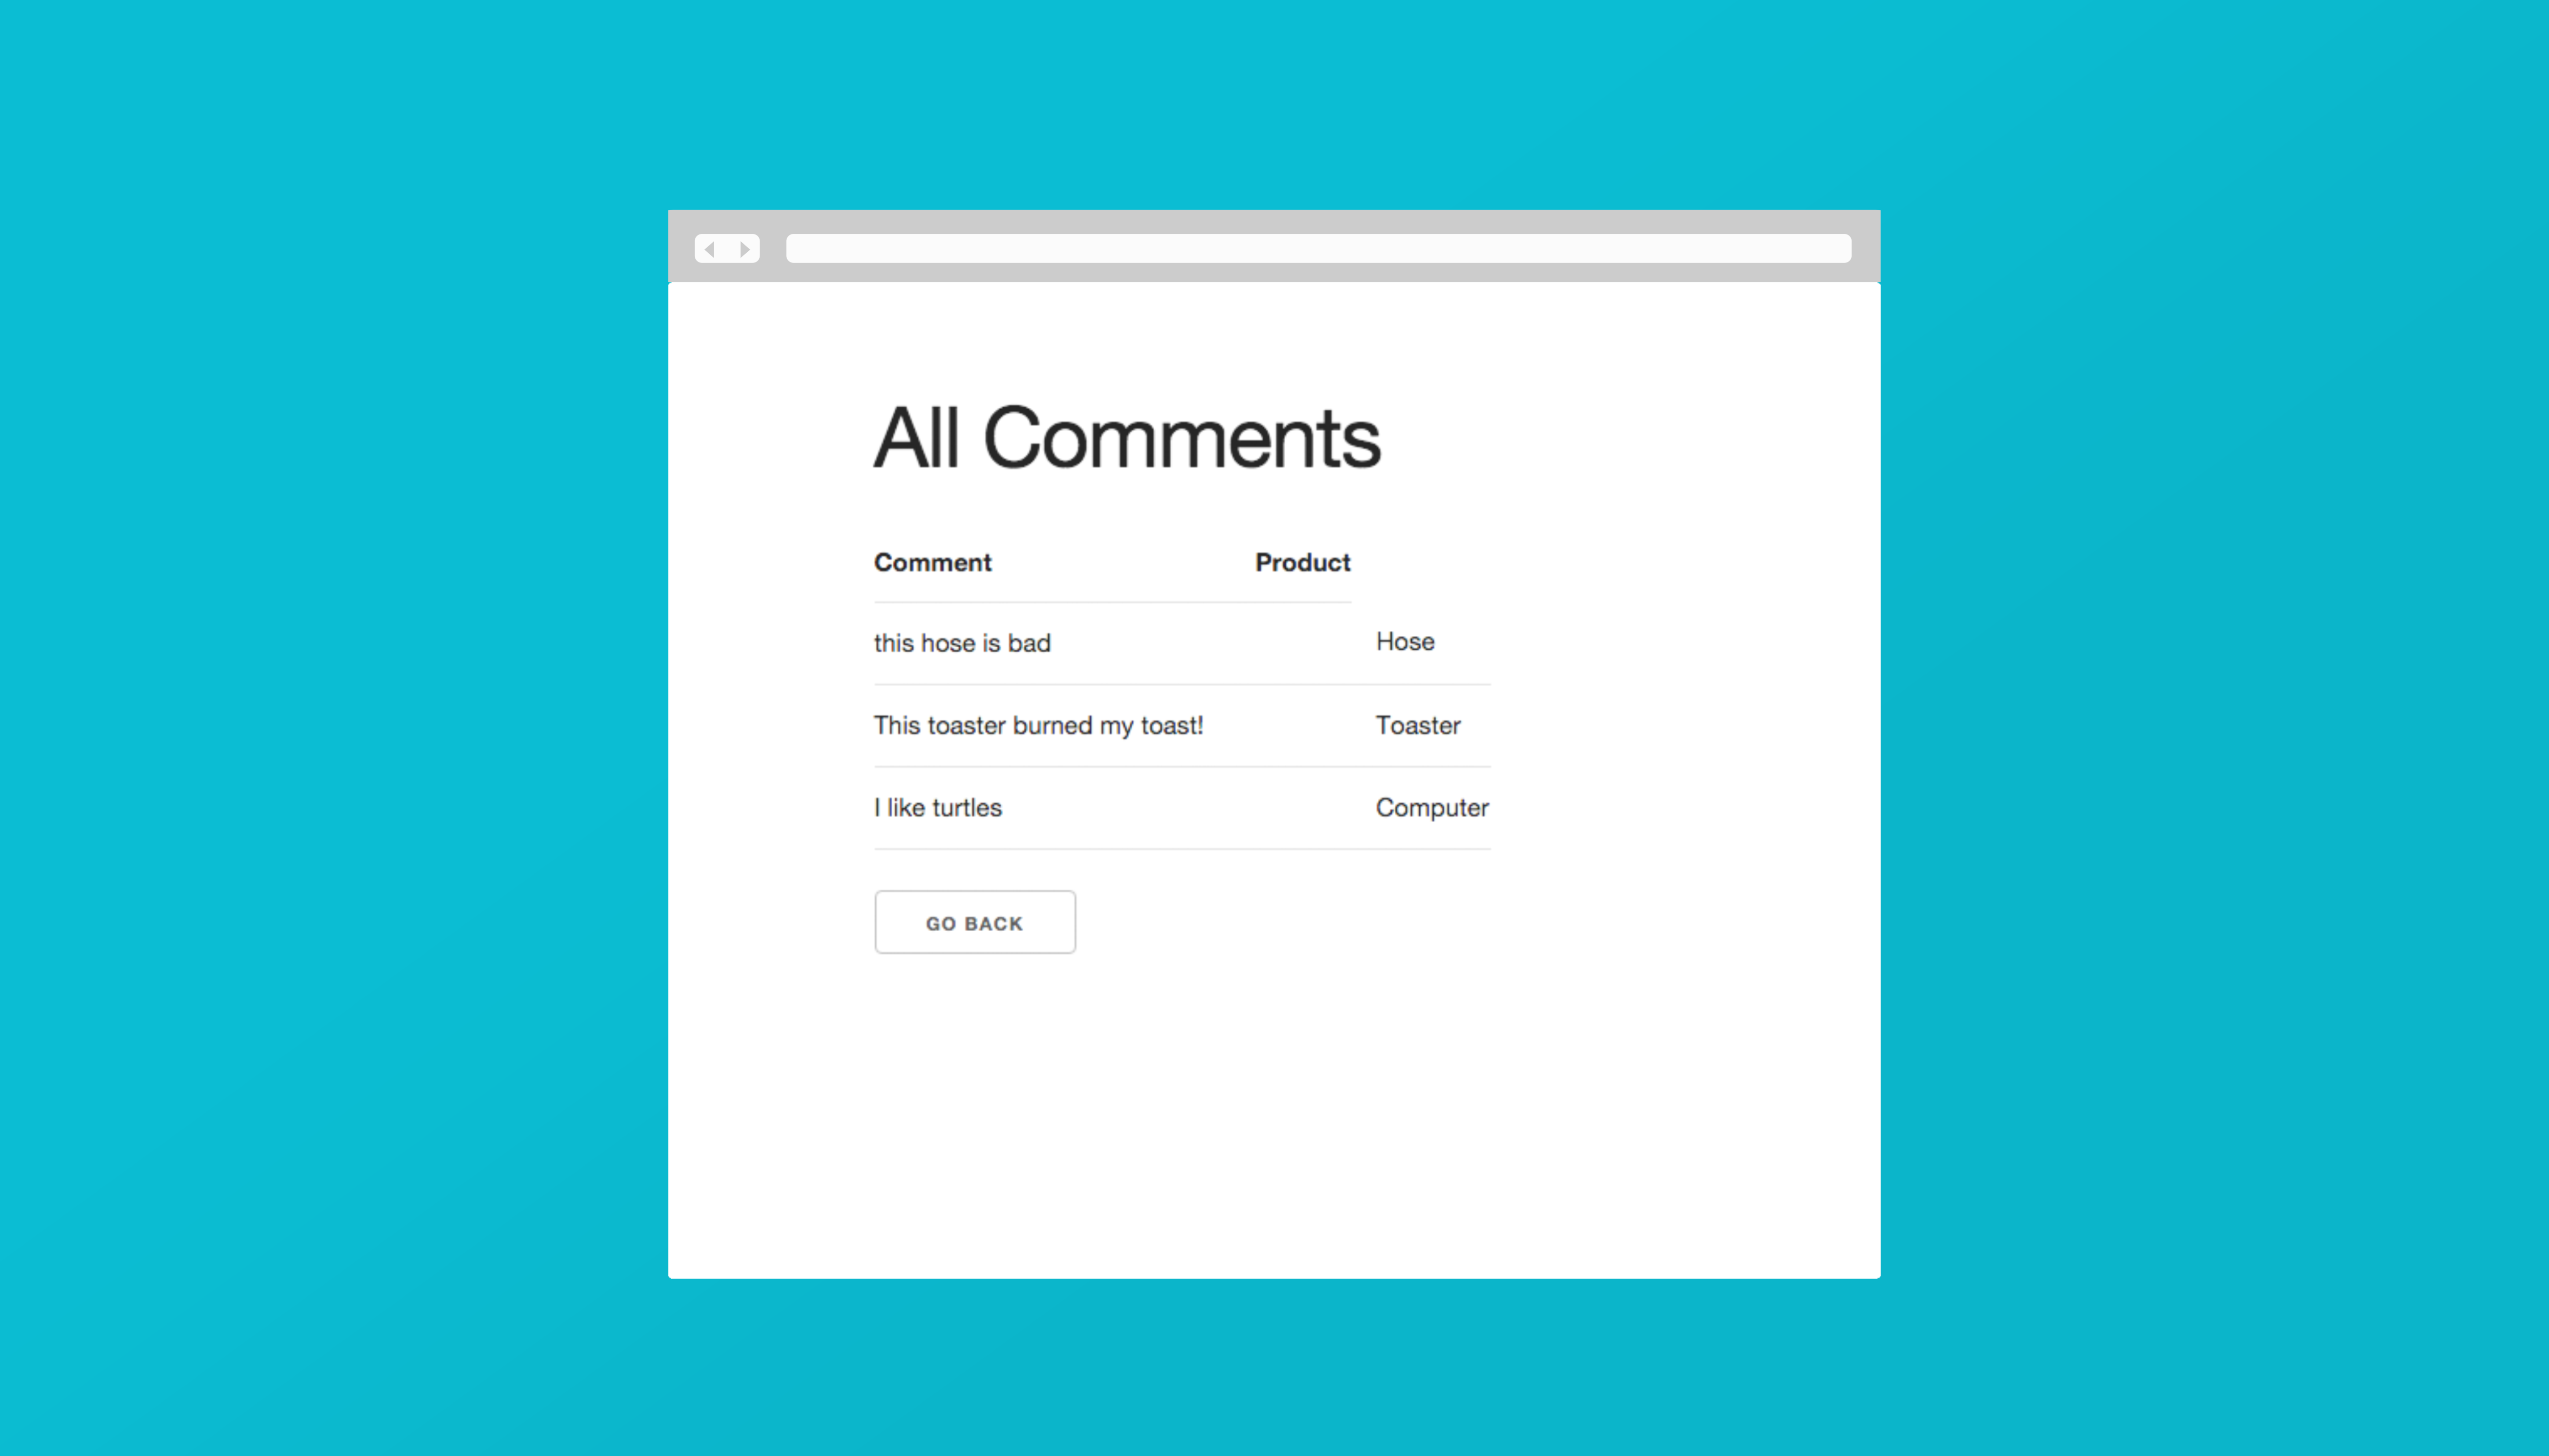 All Comments
Comment Product
this hose is bad Hose
This toaster burned my toast! Toaster
I like turtles Computer
GO BACK